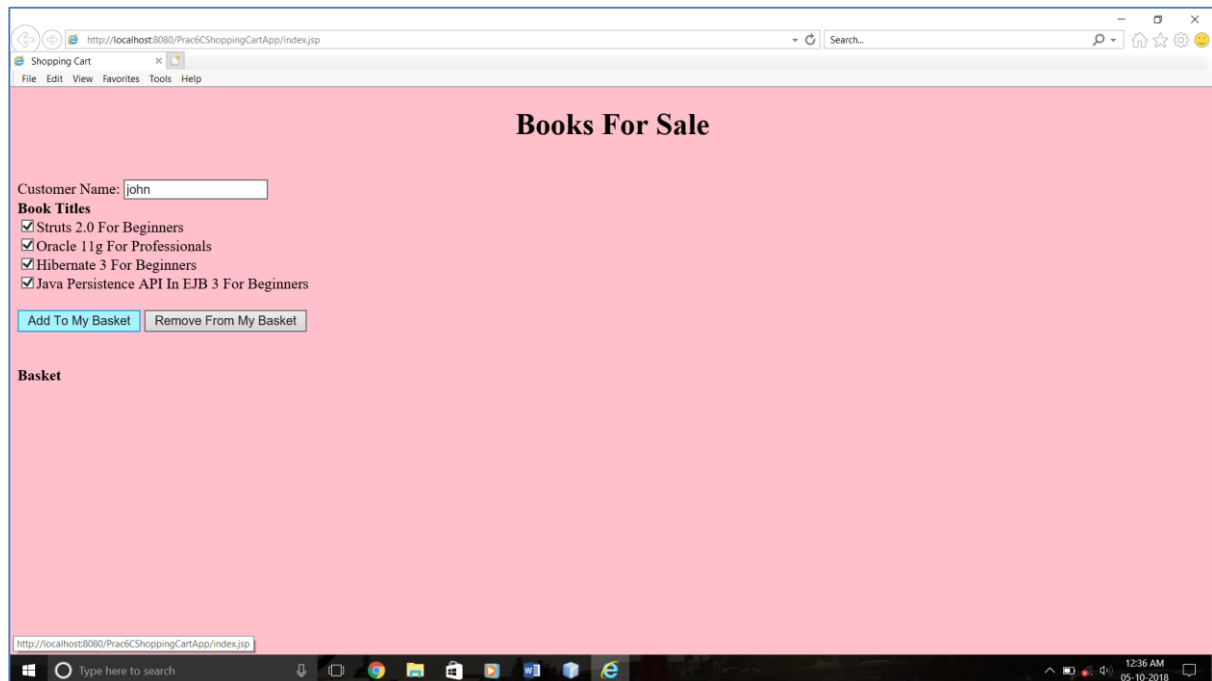 http://localhost:8080/Prac6CShoppingCartApp/index.jsp
Search...
Shopping Cart
File Edit View Favorites Tools Help
Books For Sale
Customer Name: john
Book Titles
Struts 2.0 For Beginners
Oracle 11g For Professionals
Hibernate 3 For Beginners
Java Persistence API In EJB 3 For Beginners
Add To My Basket Remove From My Basket
Basket
http://localhost:8080/Prac6CShoppingCartApp/index.jsp
Type here to search
12:36 AM
05-10-2018